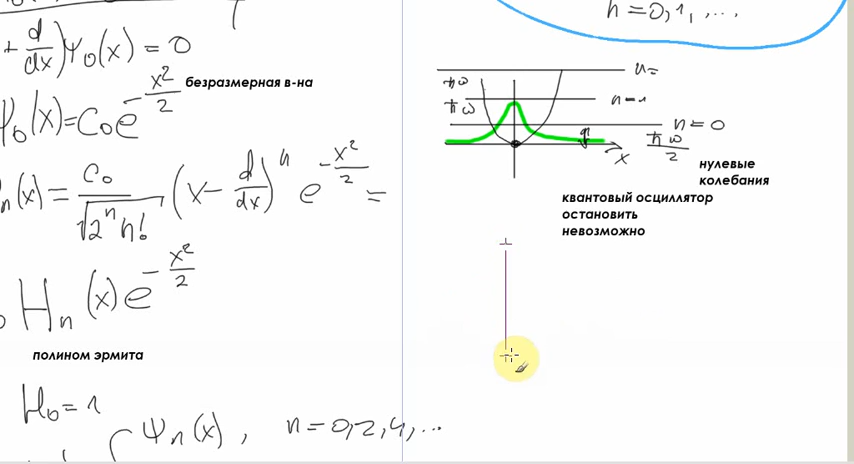 + d/dx)ψ₀(x) = 0
ψ₀(x) = C₀e^(-x²/2) безразмерная в-на
n(x) = C₀/√(2ⁿn!) (x - d/dx)ⁿ e^(-x²/2) =
Hₙ(x)e^(-x²/2)
полином эрмита
H₀ = 1
ψₙ(x), n = 0,2,4,...
n = 0,1,...
ħω n=
ħω n=1
n=0
x ħω/2
нулевые
колебания
квантовый осциллятор
остановить
невозможно